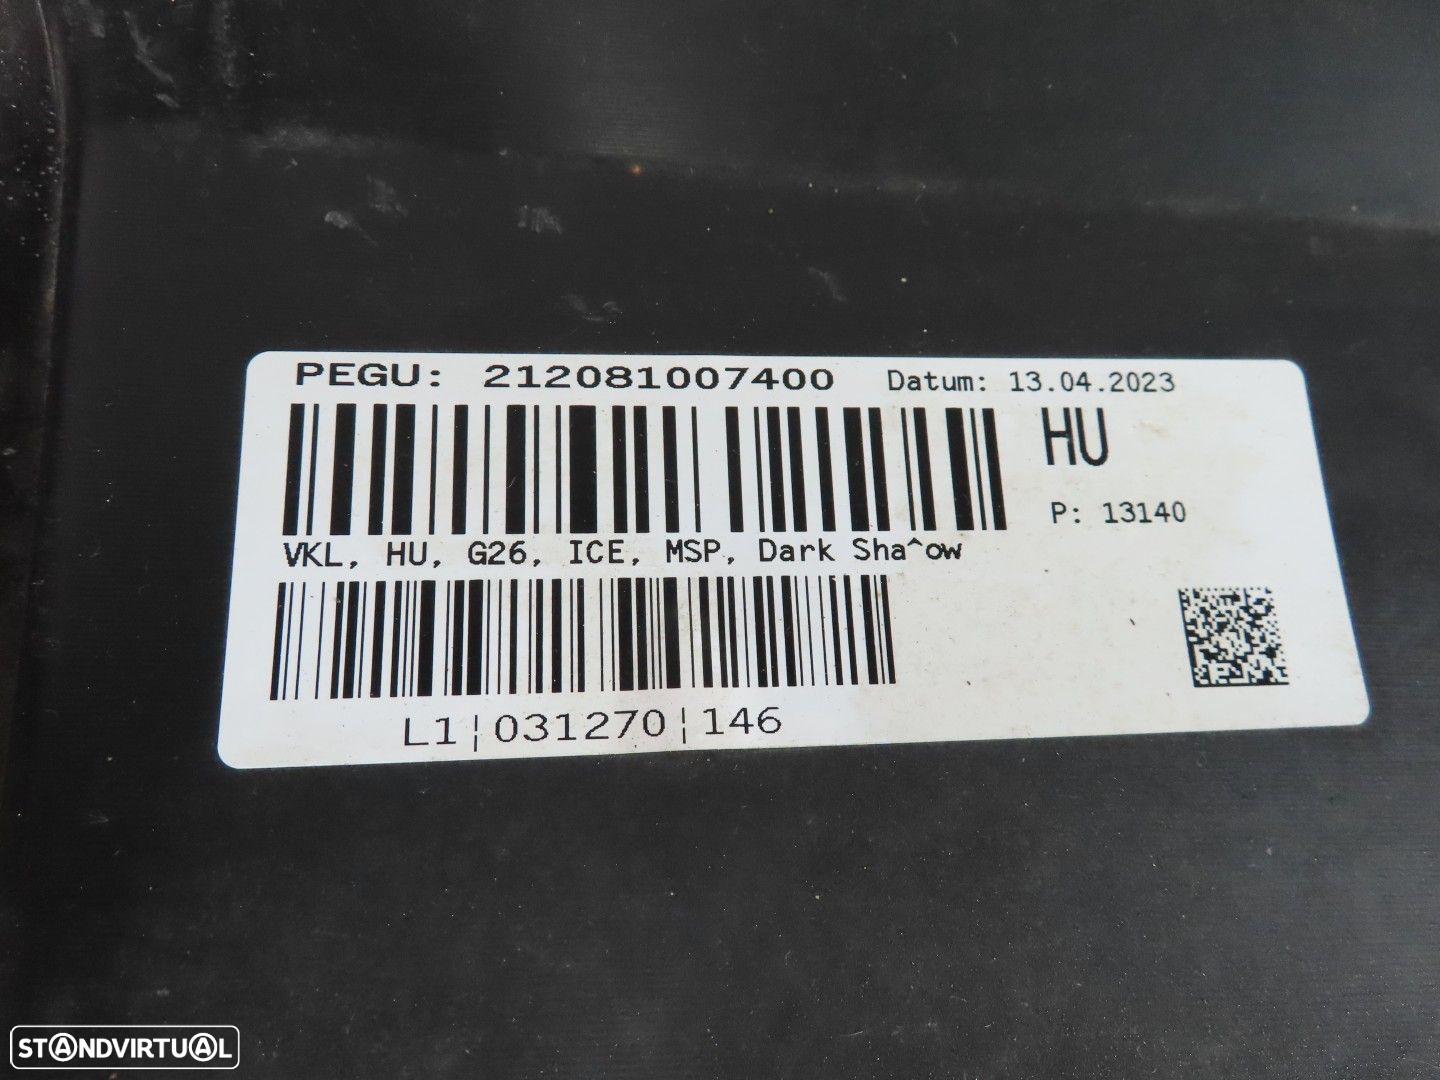 PEGU: 212081007400 Datum: 13.04.2023
HU
P: 13140
VKL, HU, G26, ICE, MSP, Dark Sha^ow
L1¦031270¦146
STANDVIRTUAL